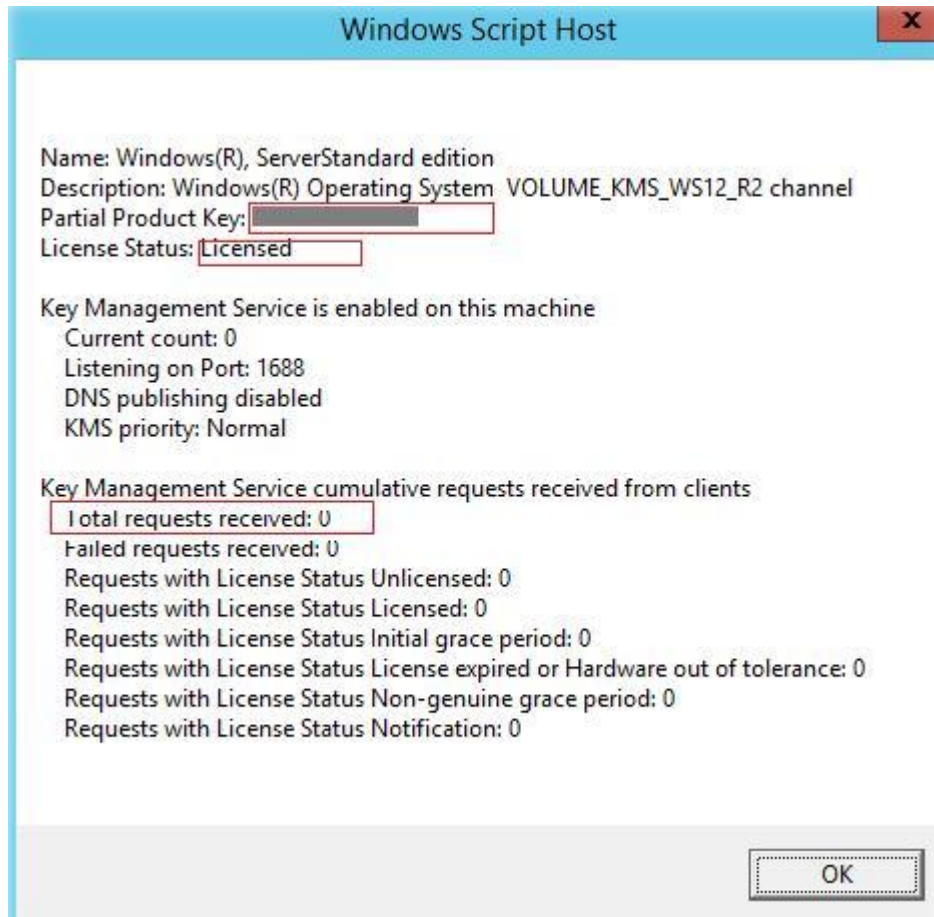 Windows Script Host
x
Name: Windows(R), ServerStandard edition
Description: Windows(R) Operating System  VOLUME_KMS_WS12_R2 channel
Partial Product Key:
License Status: Licensed
Key Management Service is enabled on this machine
Current count: 0
Listening on Port: 1688
DNS publishing disabled
KMS priority: Normal
Key Management Service cumulative requests received from clients
Total requests received: 0
Failed requests received: 0
Requests with License Status Unlicensed: 0
Requests with License Status Licensed: 0
Requests with License Status Initial grace period: 0
Requests with License Status License expired or Hardware out of tolerance: 0
Requests with License Status Non-genuine grace period: 0
Requests with License Status Notification: 0
OK